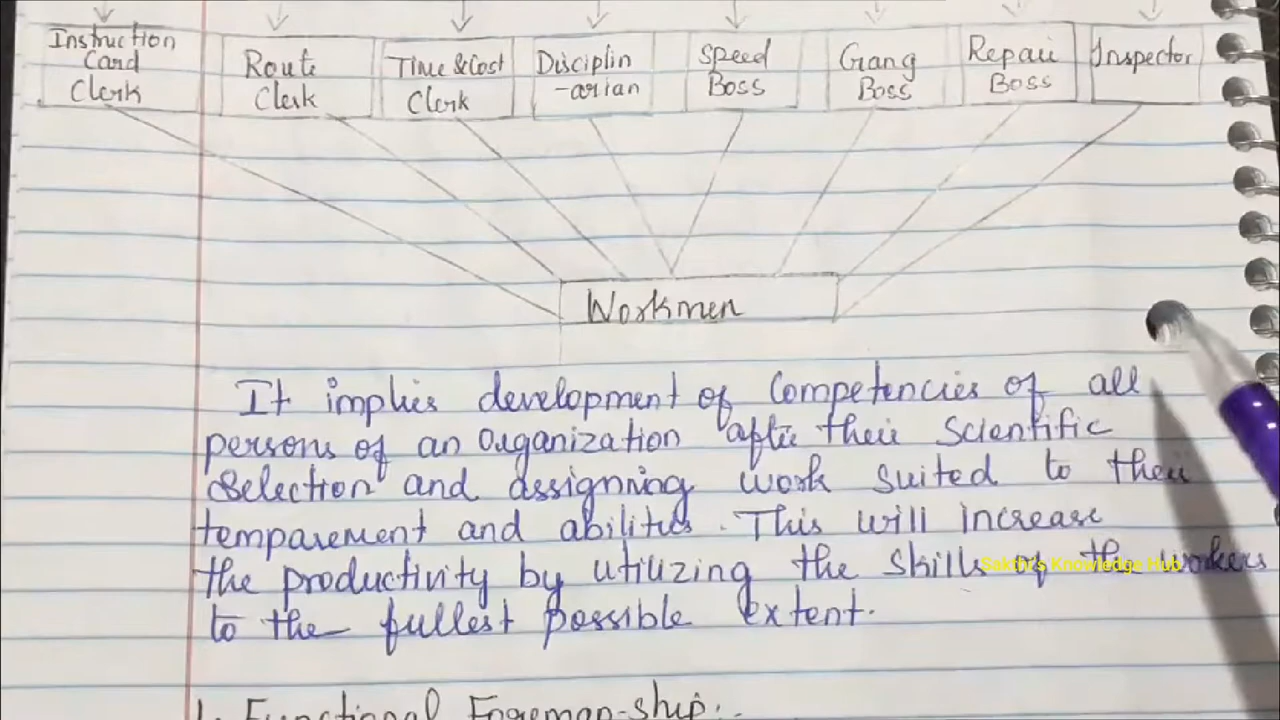 Instruction Card Clerk
Route Clerk
Time & Cost Clerk
Disciplin-arian
Speed Boss
Gang Boss
Repair Boss
Inspector
Workmen
It implies development of Competencies of all
persons of an Organization after their Scientific
Selection and assigning work suited to their
temparement and abilities. This will increase
the productivity by utilizing the skills of the workers
to the fullest possible extent.
Sakthi's Knowledge Hub
1. Functional Foreman-ship:-